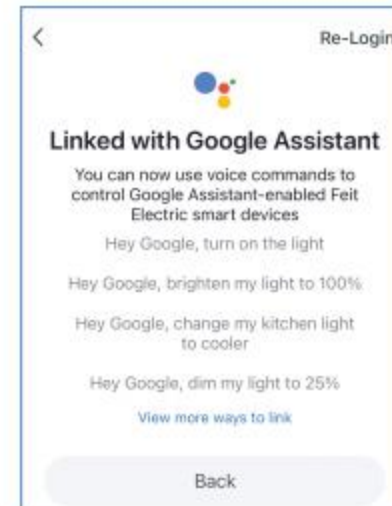 Re-Login
Linked with Google Assistant
You can now use voice commands to
control Google Assistant-enabled Feit
Electric smart devices
Hey Google, turn on the light
Hey Google, brighten my light to 100%
Hey Google, change my kitchen light
to cooler
Hey Google, dim my light to 25%
View more ways to link
Back